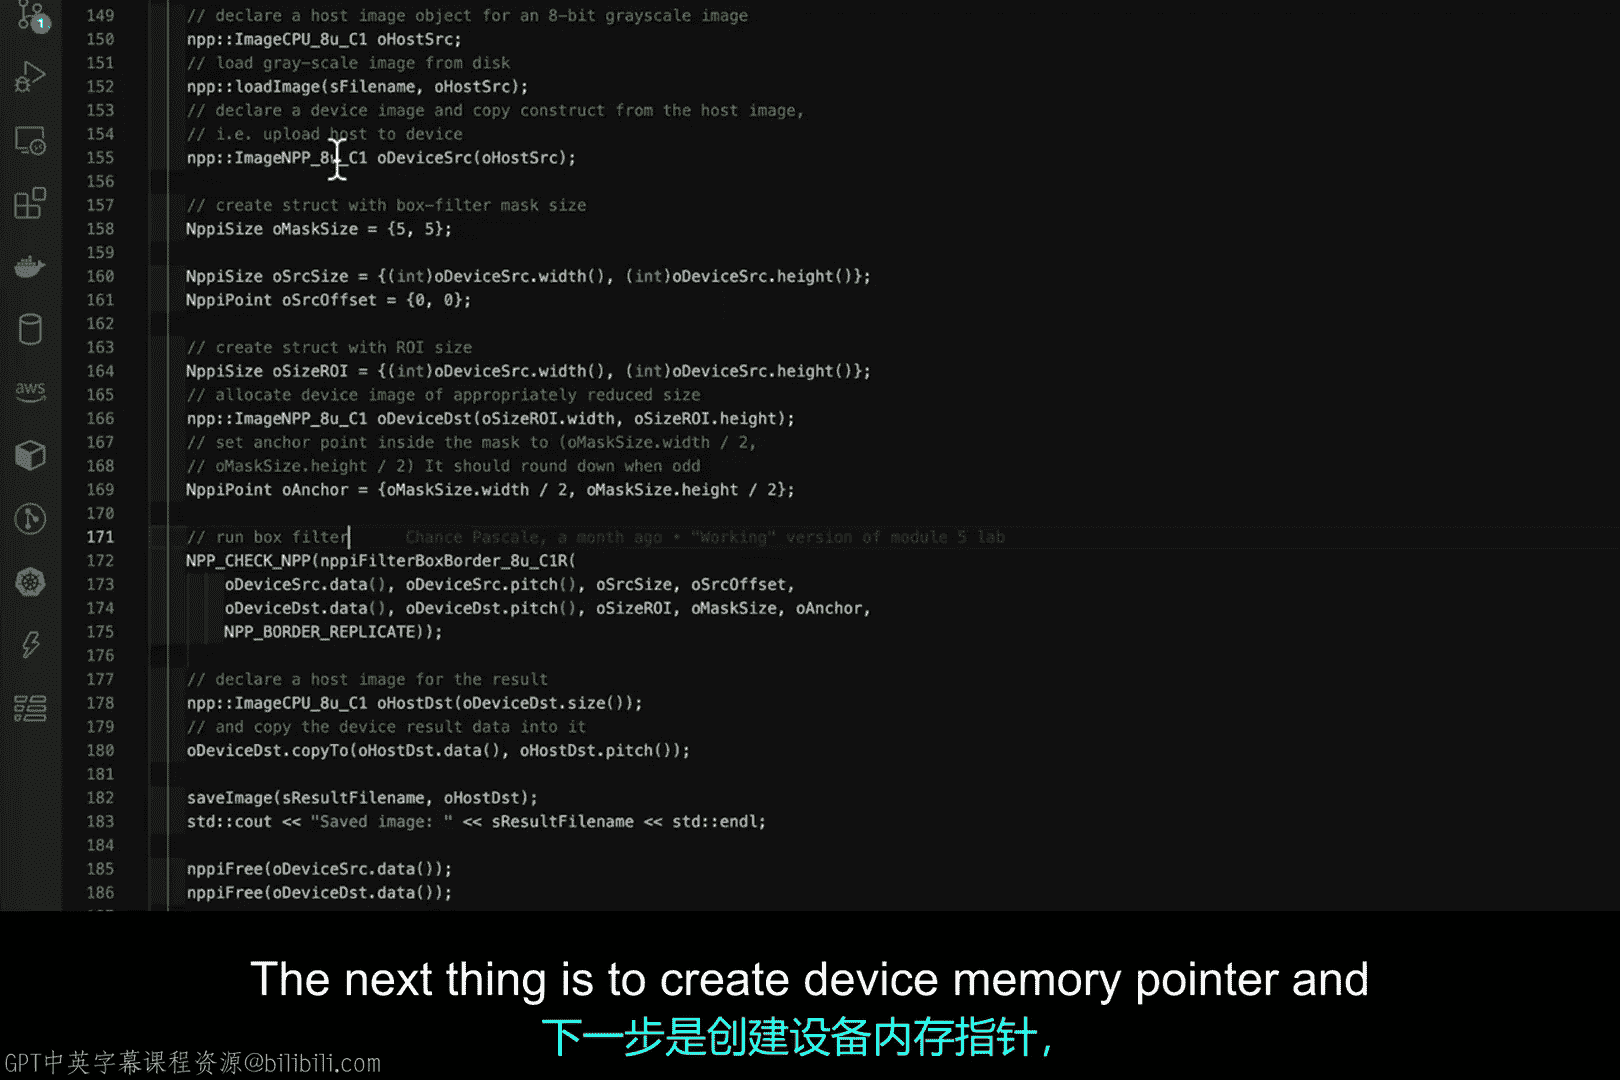 149 // declare a host image object for an 8-bit grayscale image
150 npp::ImageCPU_8u_C1 oHostSrc;
151 // load gray-scale image from disk
152 npp::loadImage(sFilename, oHostSrc);
153 // declare a device image and copy construct from the host image,
154 // i.e. upload host to device
155 npp::ImageNPP_8u_C1 oDeviceSrc(oHostSrc);
156
157 // create struct with box-filter mask size
158 NppiSize oMaskSize = {5, 5};
159
160 NppiSize oSrcSize = {(int)oDeviceSrc.width(), (int)oDeviceSrc.height()};
161 NppiPoint oSrcOffset = {0, 0};
162
163 // create struct with ROI size
164 NppiSize oSizeROI = {(int)oDeviceSrc.width(), (int)oDeviceSrc.height()};
165 // allocate device image of appropriately reduced size
166 npp::ImageNPP_8u_C1 oDeviceDst(oSizeROI.width, oSizeROI.height);
167 // set anchor point inside the mask to (oMaskSize.width / 2,
168 // oMaskSize.height / 2) It should round down when odd
169 NppiPoint oAnchor = {oMaskSize.width / 2, oMaskSize.height / 2};
170
171 // run box filter Chance Pascale, a month ago • "Working" version of module 5 lab
172 NPP_CHECK_NPP(nppiFilterBoxBorder_8u_C1R(
173 oDeviceSrc.data(), oDeviceSrc.pitch(), oSrcSize, oSrcOffset,
174 oDeviceDst.data(), oDeviceDst.pitch(), oSizeROI, oMaskSize, oAnchor,
175 NPP_BORDER_REPLICATE));
176
177 // declare a host image for the result
178 npp::ImageCPU_8u_C1 oHostDst(oDeviceDst.size());
179 // and copy the device result data into it
180 oDeviceDst.copyTo(oHostDst.data(), oHostDst.pitch());
181
182 saveImage(sResultFilename, oHostDst);
183 std::cout << "Saved image: " << sResultFilename << std::endl;
184
185 nppiFree(oDeviceSrc.data());
186 nppiFree(oDeviceDst.data());
1
aws
The next thing is to create device memory pointer and
下一步是创建设备内存指针，
GPT中英字幕课程资源@bilibili.com